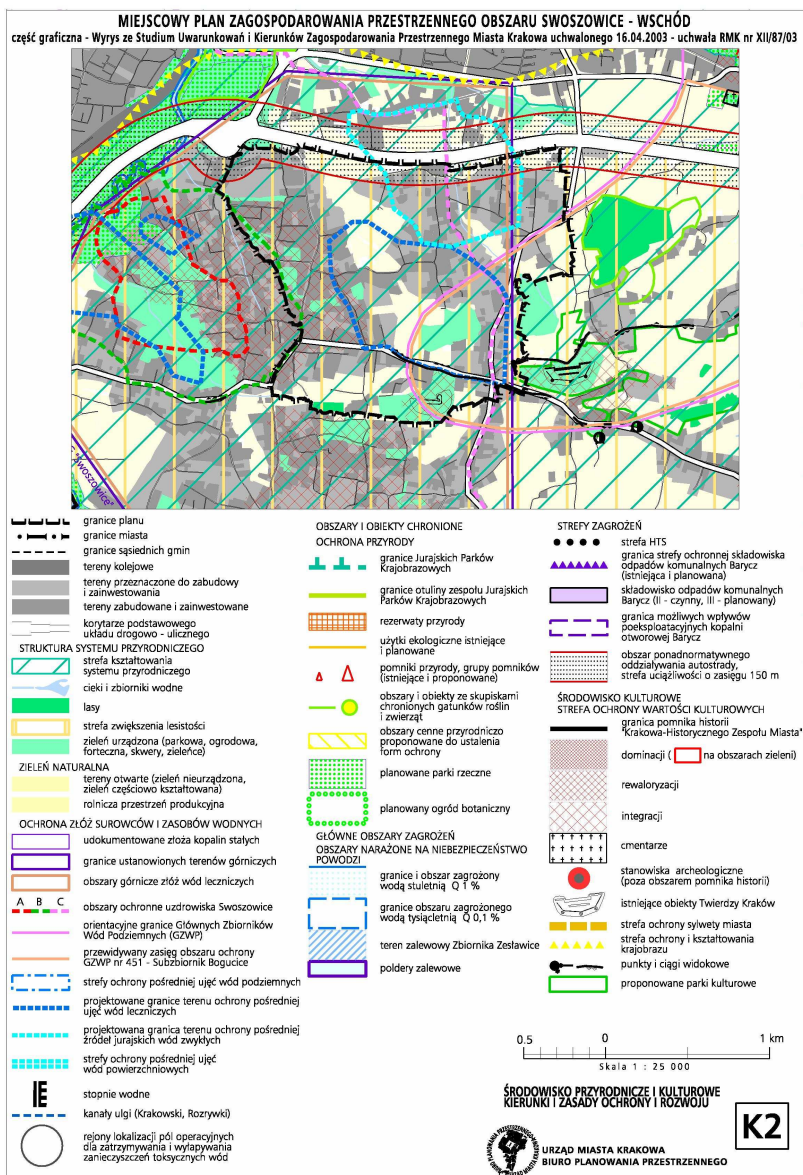 MIEJSCOWY PLAN ZAGOSPODAROWANIA PRZESTRZENNEGO OBSZARU SWOSZOWICE - WSCHÓD
część graficzna - Wyrys ze Studium Uwarunkowań i Kierunków Zagospodarowania Przestrzennego Miasta Krakowa uchwalonego 16.04.2003 - uchwała RMK nr XII/87/03
"Swoszowice"
granice planu
granice miasta
granice sąsiednich gmin
tereny kolejowe
tereny przeznaczone do zabudowy
i zainwestowania
tereny zabudowane i zainwestowane
korytarze podstawowego
układu drogowo - ulicznego
STRUKTURA SYSTEMU PRZYRODNICZEGO
strefa kształtowania
systemu przyrodniczego
cieki i zbiorniki wodne
lasy
strefa zwiększenia lesistości
zieleń urządzona (parkowa, ogrodowa,
forteczna, skwery, zieleńce)
ZIELEŃ NATURALNA
tereny otwarte (zieleń nieurządzona,
zieleń częściowo kształtowana)
rolnicza przestrzeń produkcyjna
OCHRONA ZŁÓŻ SUROWCÓW I ZASOBÓW WODNYCH
udokumentowane złoża kopalin stałych
granice ustanowionych terenów górniczych
obszary górnicze złóż wód leczniczych
A B C
obszary ochronne uzdrowiska Swoszowice
orientacyjne granice Głównych Zbiorników
Wód Podziemnych (GZWP)
przewidywany zasięg obszaru ochrony
GZWP nr 451 - Subzbiornik Bogucice
strefy ochrony pośredniej ujęć wód podziemnych
projektowane granice terenu ochrony pośredniej
ujęć wód leczniczych
projektowana granica terenu ochrony pośredniej
źródeł jurajskich wód zwykłych
strefy ochrony pośredniej ujęć
wód powierzchniowych
stopnie wodne
kanały ulgi (Krakowski, Rozrywki)
rejony lokalizacji pól operacyjnych
dla zatrzymywania i wyłapywania
zanieczyszczeń toksycznych wód
OBSZARY I OBIEKTY CHRONIONE
OCHRONA PRZYRODY
granice Jurajskich Parków
Krajobrazowych
granice otuliny zespołu Jurajskich
Parków Krajobrazowych
rezerwaty przyrody
użytki ekologiczne istniejące
i planowane
pomniki przyrody, grupy pomników
(istniejące i proponowane)
obszary i obiekty ze skupiskami
chronionych gatunków roślin
i zwierząt
obszary cenne przyrodniczo
proponowane do ustalenia
form ochrony
planowane parki rzeczne
planowany ogród botaniczny
GŁÓWNE OBSZARY ZAGROŻEŃ
OBSZARY NARAŻONE NA NIEBEZPIECZEŃSTWO
POWODZI
granice i obszar zagrożony
wodą stuletnią Q 1 %
granice obszaru zagrożonego
wodą tysiącletnią Q 0,1 %
teren zalewowy Zbiornika Zesławice
poldery zalewowe
STREFY ZAGROŻEŃ
strefa HTS
granica strefy ochronnej składowiska
odpadów komunalnych Barycz
(istniejąca i planowana)
składowisko odpadów komunalnych
Barycz (II - czynny, III - planowany)
granica możliwych wpływów
poeksploatacyjnych kopalni
otworowej Barycz
obszar ponadnormatywnego
oddziaływania autostrady,
strefa uciążliwości o zasięgu 150 m
ŚRODOWISKO KULTUROWE
STREFA OCHRONY WARTOŚCI KULTUROWYCH
granica pomnika historii
"Krakowa-Historycznego Zespołu Miasta"
dominacji ( na obszarach zieleni)
rewaloryzacji
integracji
cmentarze
stanowiska archeologiczne
(poza obszarem pomnika historii)
istniejące obiekty Twierdzy Kraków
strefa ochrony sylwety miasta
strefa ochrony i kształtowania
krajobrazu
punkty i ciągi widokowe
proponowane parki kulturowe
0.5 0 1 km
Skala 1 : 25 000
ŚRODOWISKO PRZYRODNICZE I KULTUROWE
KIERUNKI I ZASADY OCHRONY I ROZWOJU
K2
URZĄD MIASTA KRAKOWA
BIURO PLANOWANIA PRZESTRZENNEGO